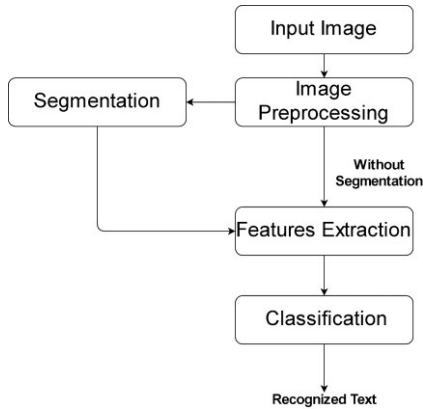 Input Image
Image
Preprocessing
Segmentation
Without
Segmentation
Features Extraction
Classification
Recognized Text